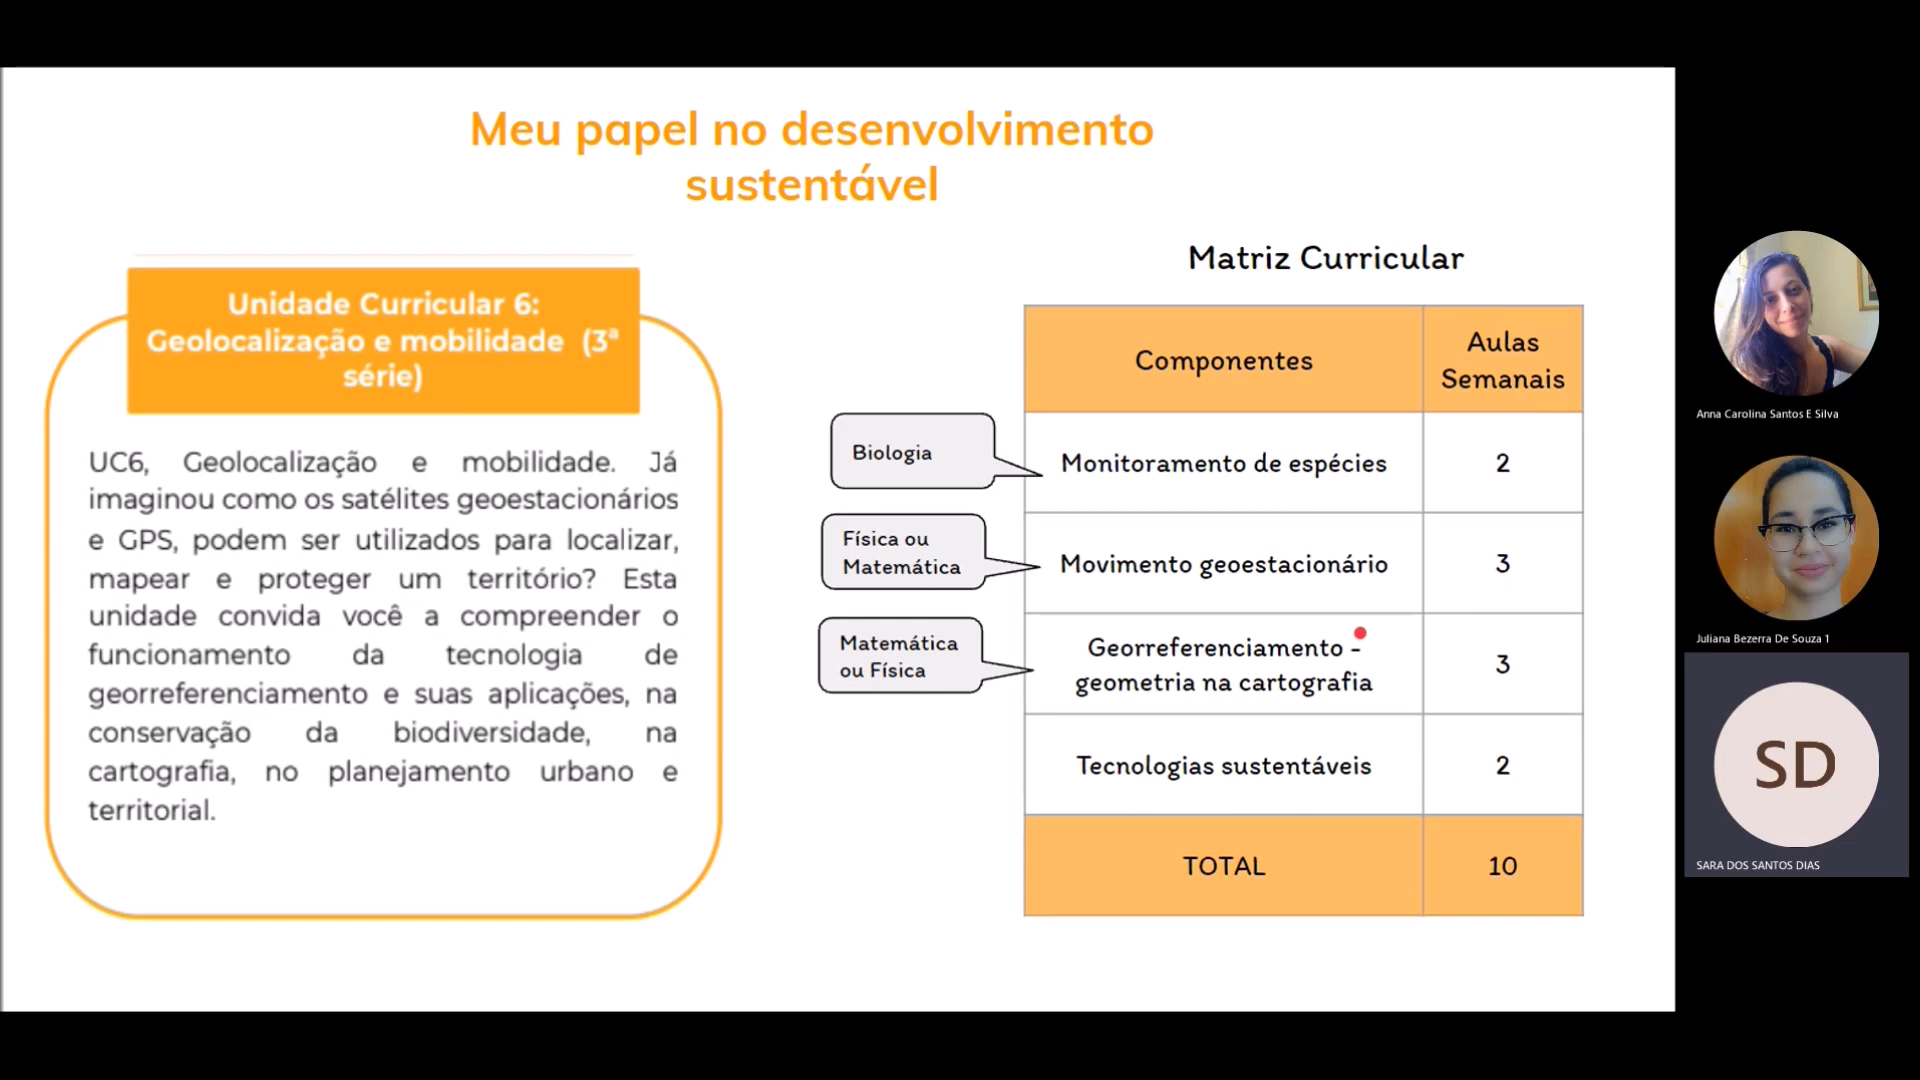 Meu papel no desenvolvimento
sustentável
Unidade Curricular 6:
Geolocalização e mobilidade (3ª
série)
UC6, Geolocalização e mobilidade. Já
imaginou como os satélites geoestacionários
e GPS, podem ser utilizados para localizar,
mapear e proteger um território? Esta
unidade convida você a compreender o
funcionamento da tecnologia de
georreferenciamento e suas aplicações, na
conservação da biodiversidade, na
cartografia, no planejamento urbano e
territorial.
Matriz Curricular
Componentes
Aulas
Semanais
Biologia
Monitoramento de espécies
2
Física ou
Matemática
Movimento geoestacionário
3
Matemática
ou Física
Georreferenciamento -
geometria na cartografia
3
Tecnologias sustentáveis
2
TOTAL
10
Anna Carolina Santos E Silva
Juliana Bezerra De Souza 1
SD
SARA DOS SANTOS DIAS